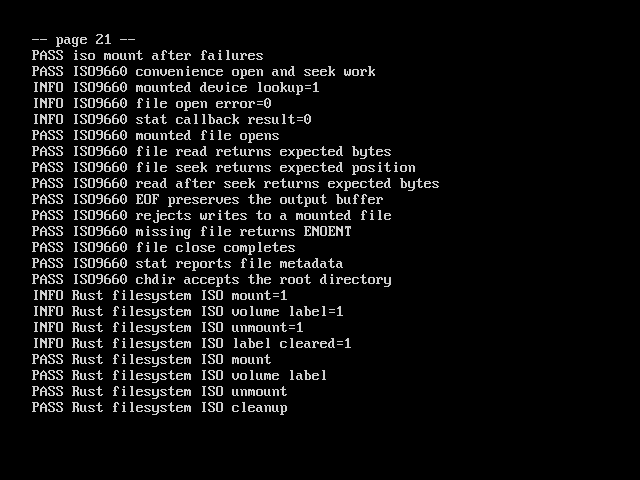 -- page 21 --
PASS iso mount after failures
PASS ISO9660 convenience open and seek work
INFO ISO9660 mounted device lookup=1
INFO ISO9660 file open error=0
INFO ISO9660 stat callback result=0
PASS ISO9660 mounted file opens
PASS ISO9660 file read returns expected bytes
PASS ISO9660 file seek returns expected position
PASS ISO9660 read after seek returns expected bytes
PASS ISO9660 EOF preserves the output buffer
PASS ISO9660 rejects writes to a mounted file
PASS ISO9660 missing file returns ENOENT
PASS ISO9660 file close completes
PASS ISO9660 stat reports file metadata
PASS ISO9660 chdir accepts the root directory
INFO Rust filesystem ISO mount=1
INFO Rust filesystem ISO volume label=1
INFO Rust filesystem ISO unmount=1
INFO Rust filesystem ISO label cleared=1
PASS Rust filesystem ISO mount
PASS Rust filesystem ISO volume label
PASS Rust filesystem ISO unmount
PASS Rust filesystem ISO cleanup